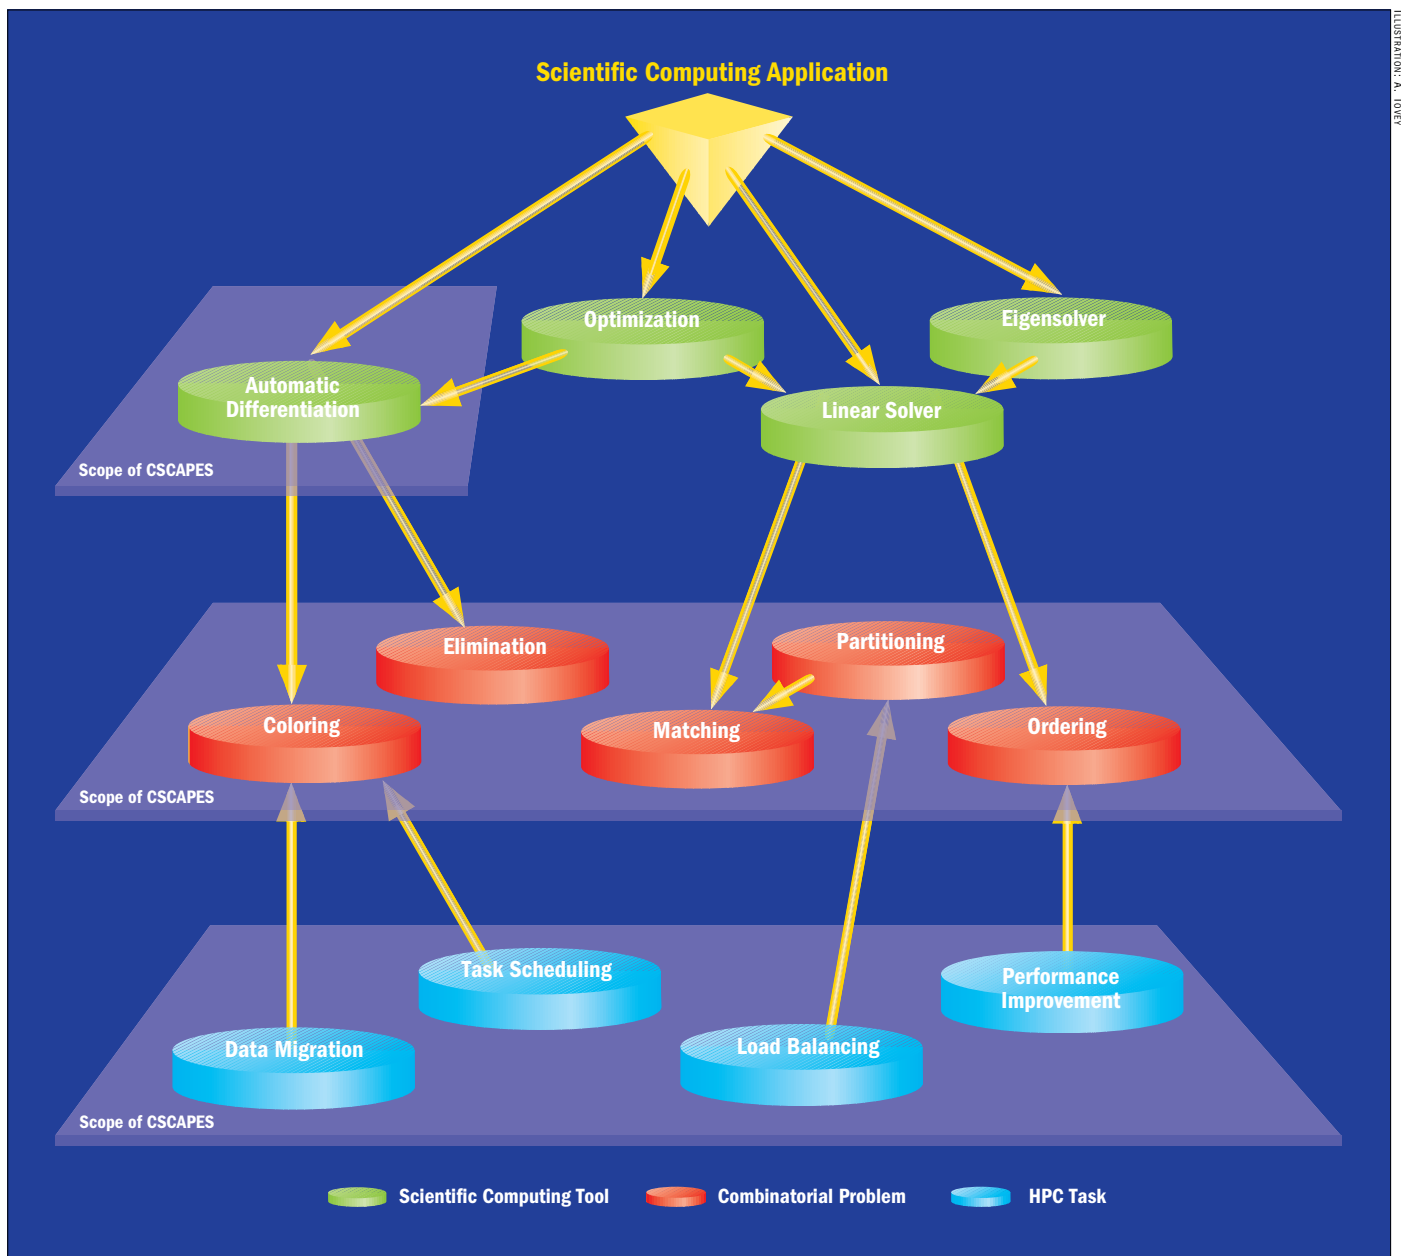 ILLUSTRATION: A. TOVEY
Scientific Computing Application
Optimization
Eigensolver
Automatic
Differentiation
Linear Solver
Scope of CSCAPES
Elimination
Partitioning
Coloring
Matching
Ordering
Scope of CSCAPES
Task Scheduling
Performance
Improvement
Data Migration
Load Balancing
Scope of CSCAPES
Scientific Computing Tool
Combinatorial Problem
HPC Task